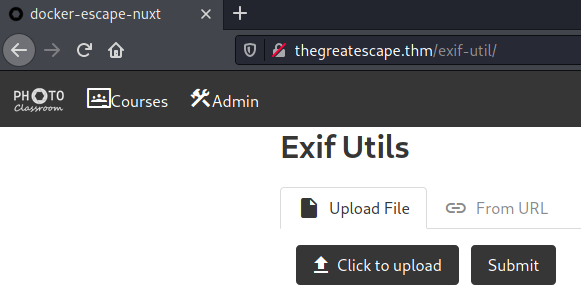 docker-escape-nuxt
thegreatescape.thm/exif-util/
PHOTO
Classroom
Courses
Admin
Exif Utils
Upload File
From URL
Click to upload
Submit